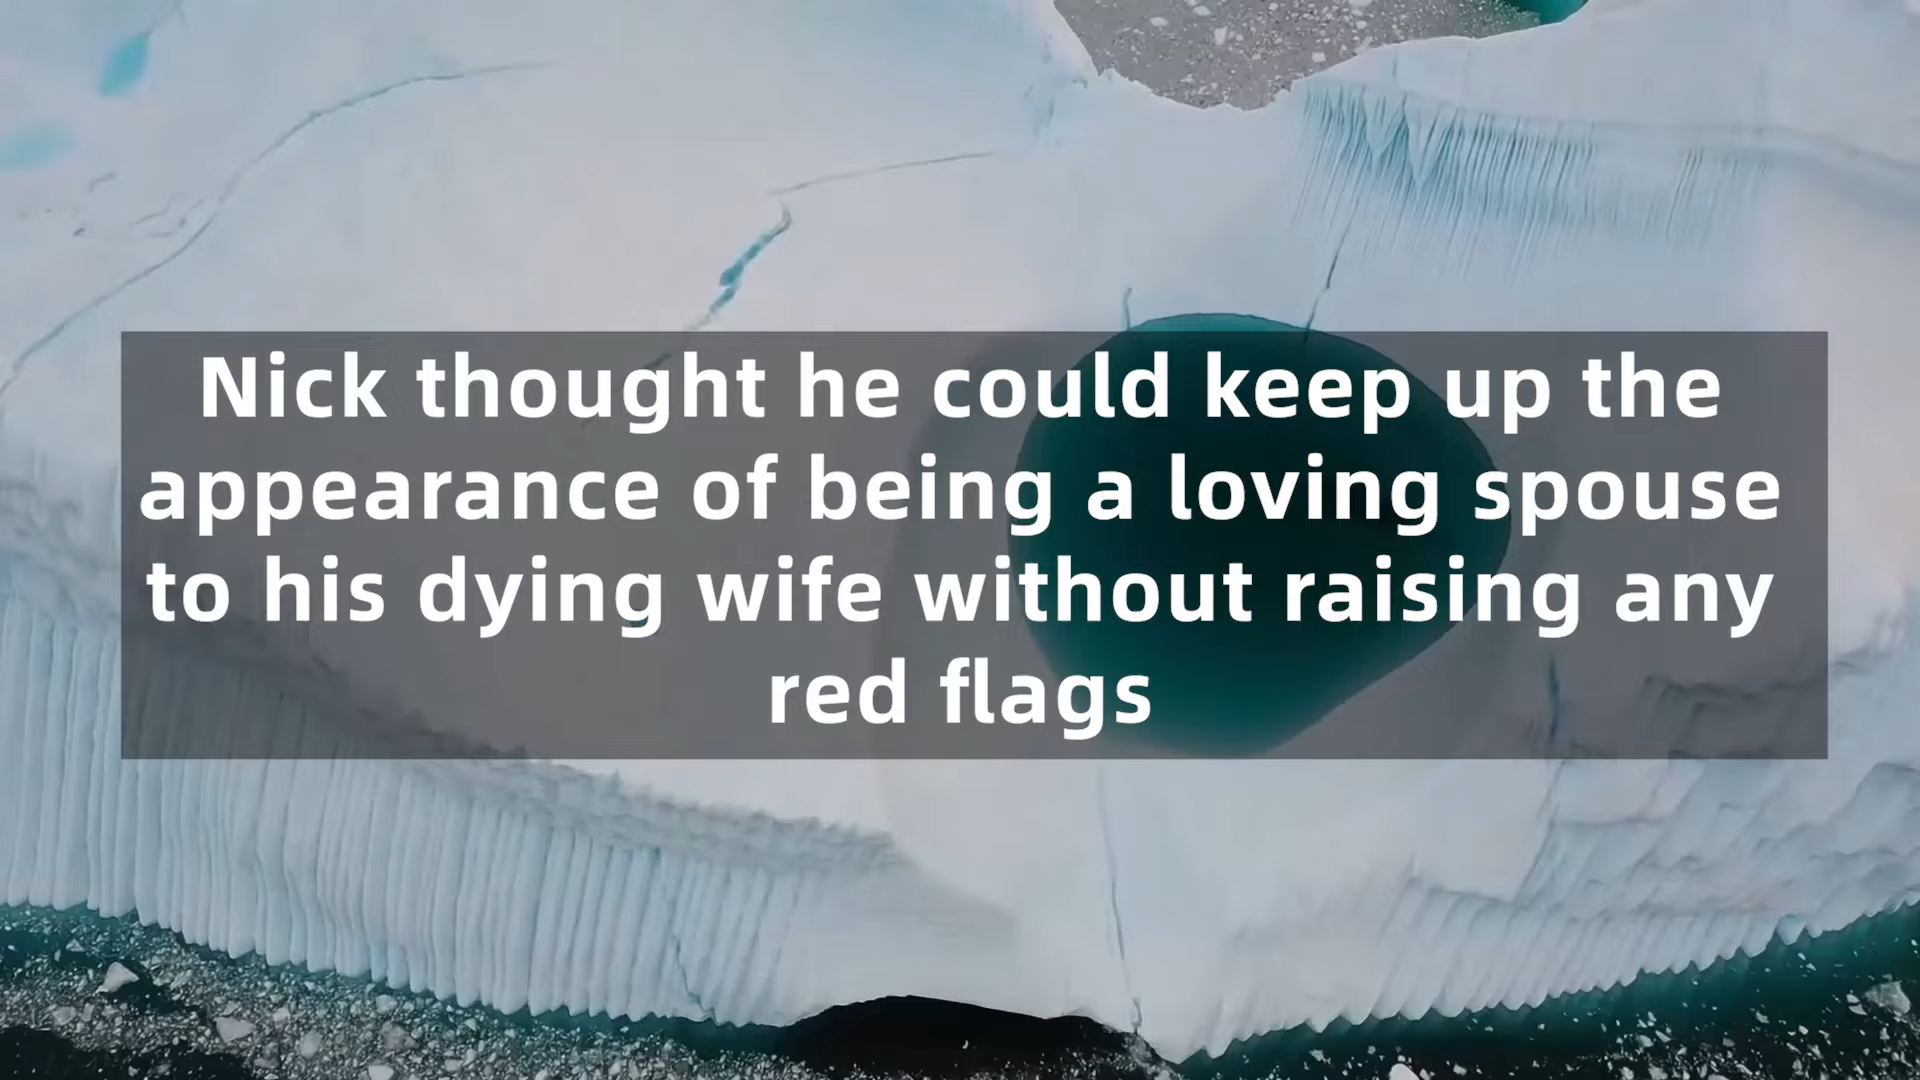 Nick thought he could keep up the
appearance of being a loving spouse
to his dying wife without raising any
red flags